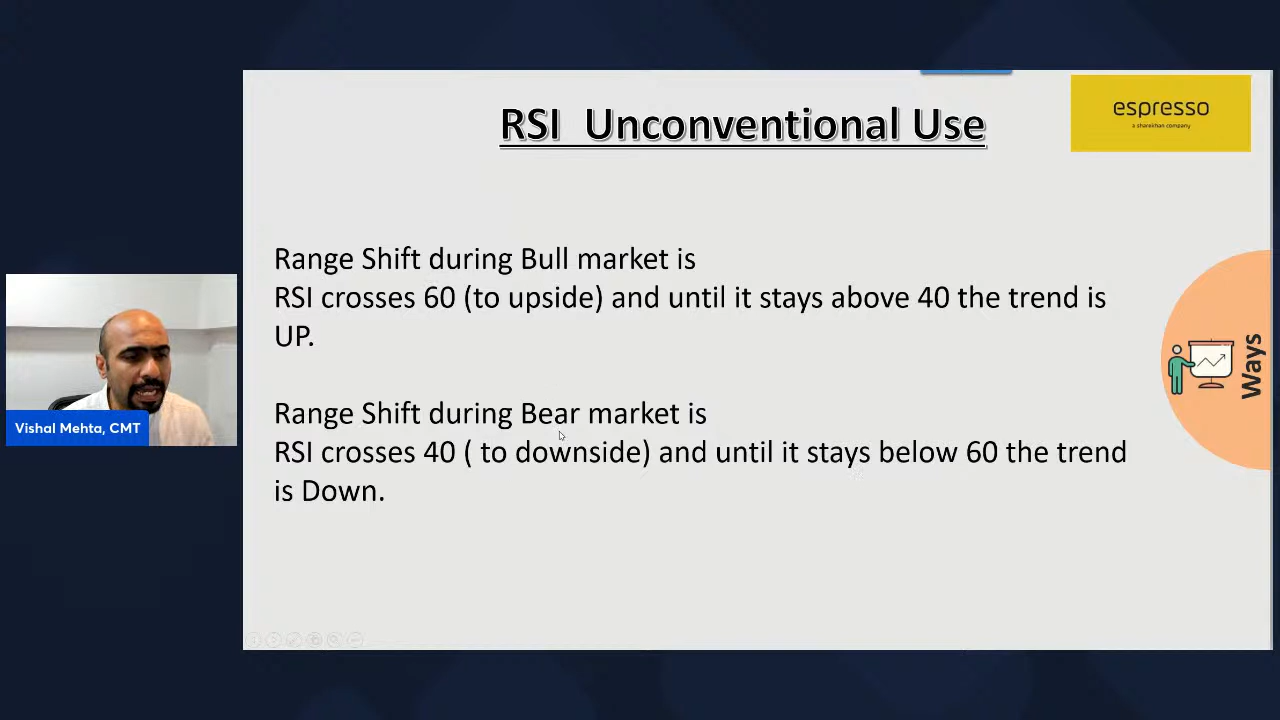 RSI Unconventional Use
espresso
a sharekhan company
Range Shift during Bull market is
RSI crosses 60 (to upside) and until it stays above 40 the trend is
UP.
Ways
Vishal Mehta, CMT
Range Shift during Bear market is
RSI crosses 40 ( to downside) and until it stays below 60 the trend
is Down.